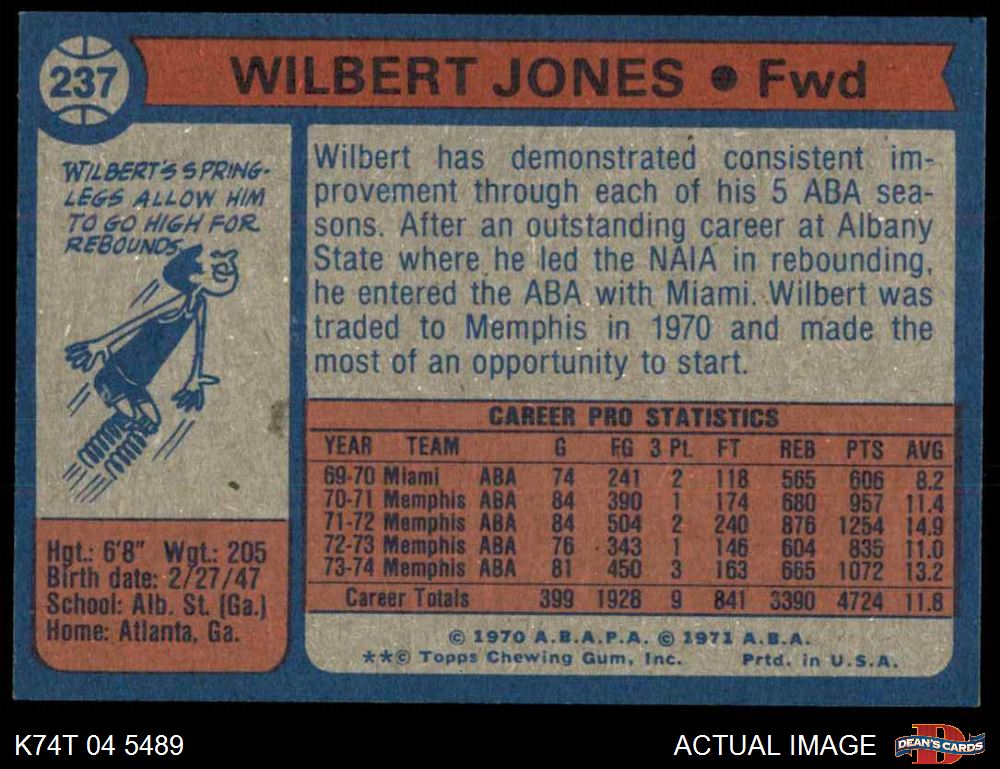 237
WILBERT JONES ● Fwd
WILBERT'S SPRING-
LEGS ALLOW HIM
TO GO HIGH FOR
REBOUNDS
Wilbert has demonstrated consistent im-
provement through each of his 5 ABA sea-
sons. After an outstanding career at Albany
State where he led the NAIA in rebounding,
he entered the ABA with Miami. Wilbert was
traded to Memphis in 1970 and made the
most of an opportunity to start.
Hgt.: 6'8" Wgt.: 205
Birth date: 2/27/47
School: Alb. St. (Ga.)
Home: Atlanta, Ga.
CAREER PRO STATISTICS
YEAR TEAM G FG 3 Pt. FT REB PTS AVG
69-70 Miami ABA 74 241 2 118 565 606 8.2
70-71 Memphis ABA 84 390 1 174 680 957 11.4
71-72 Memphis ABA 84 504 2 240 876 1254 14.9
72-73 Memphis ABA 76 343 1 146 604 835 11.0
73-74 Memphis ABA 81 450 3 163 665 1072 13.2
Career Totals 399 1928 9 841 3390 4724 11.8
© 1970 A.B.A.P.A. © 1971 A.B.A.
**© Topps Chewing Gum, Inc. Prtd. in U.S.A.
K74T 04 5489
ACTUAL IMAGE
D
DEAN'S CARDS